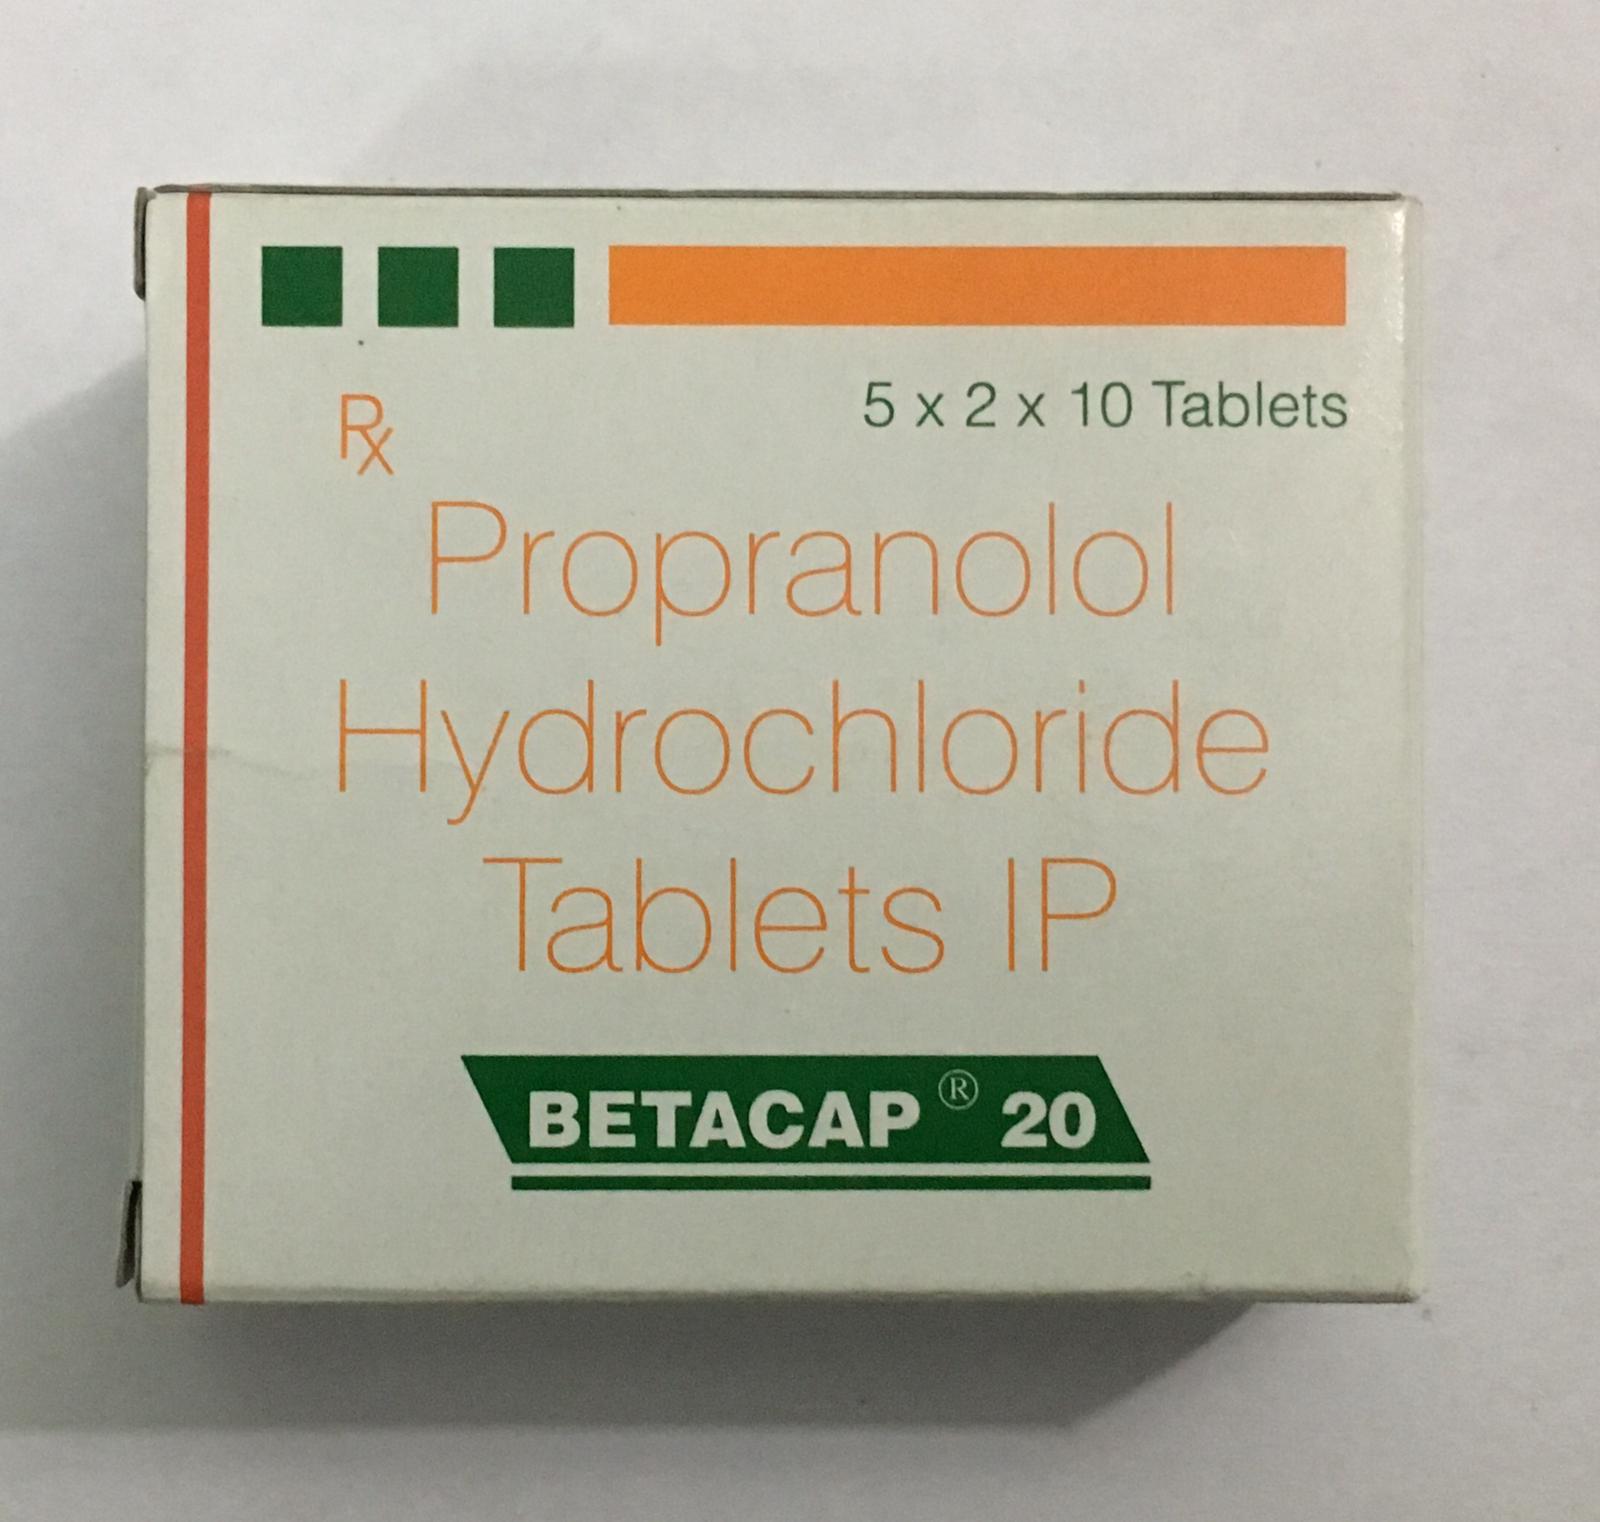 5 x 2 x 10 Tablets
Rx
Propranolol
Hydrochloride
Tablets IP
BETACAP ® 20